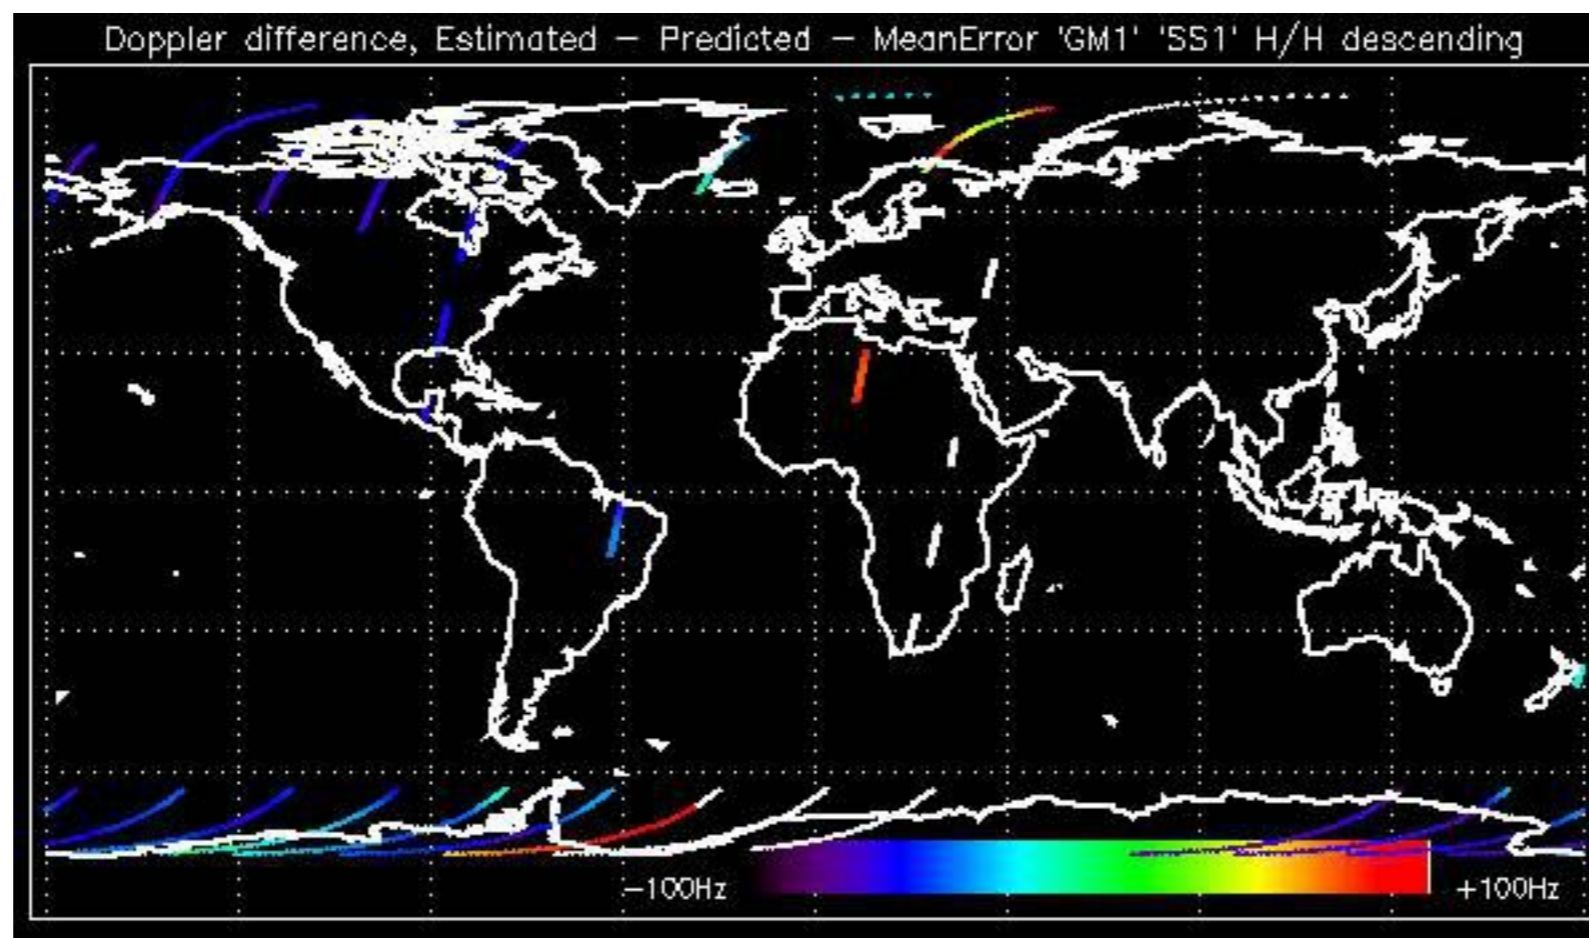 Doppler difference, Estimated – Predicted – MeanError 'GM1' 'SS1' H/H descending
–100Hz
+100Hz